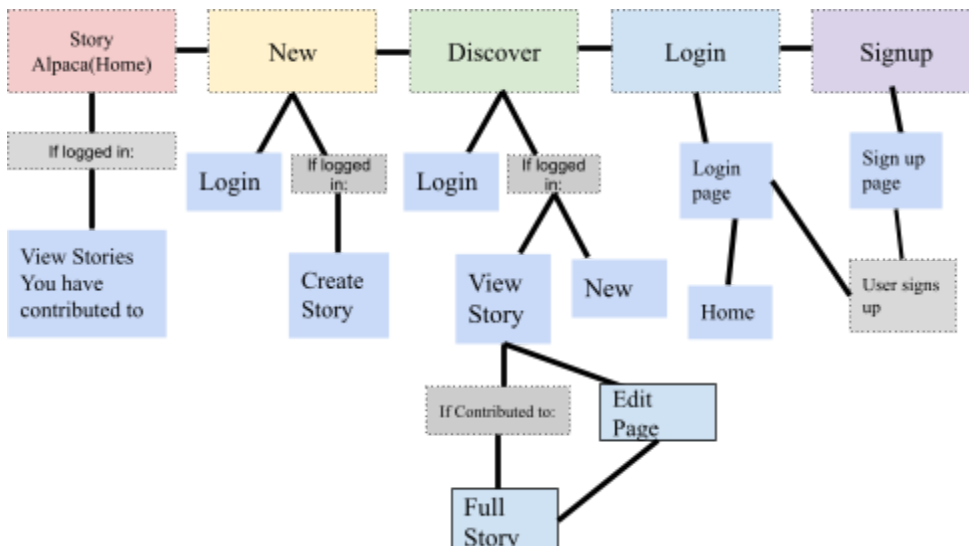 Story
Alpaca(Home)
New
Discover
Login
Signup
If logged in:
Login
If logged
in:
Login
If logged
in:
Login
page
Sign up
page
View Stories
You have
contributed to
Create
Story
View
Story
New
Home
User signs
up
If Contributed to:
Edit
Page
Full
Story